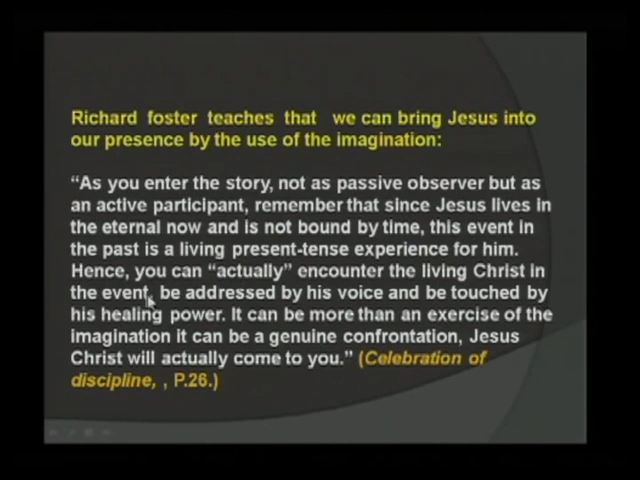 Richard foster teaches that we can bring Jesus into
our presence by the use of the imagination:
“As you enter the story, not as passive observer but as
an active participant, remember that since Jesus lives in
the eternal now and is not bound by time, this event in
the past is a living present-tense experience for him.
Hence, you can “actually” encounter the living Christ in
the event, be addressed by his voice and be touched by
his healing power. It can be more than an exercise of the
imagination it can be a genuine confrontation, Jesus
Christ will actually come to you.” (Celebration of
discipline, , P.26.)